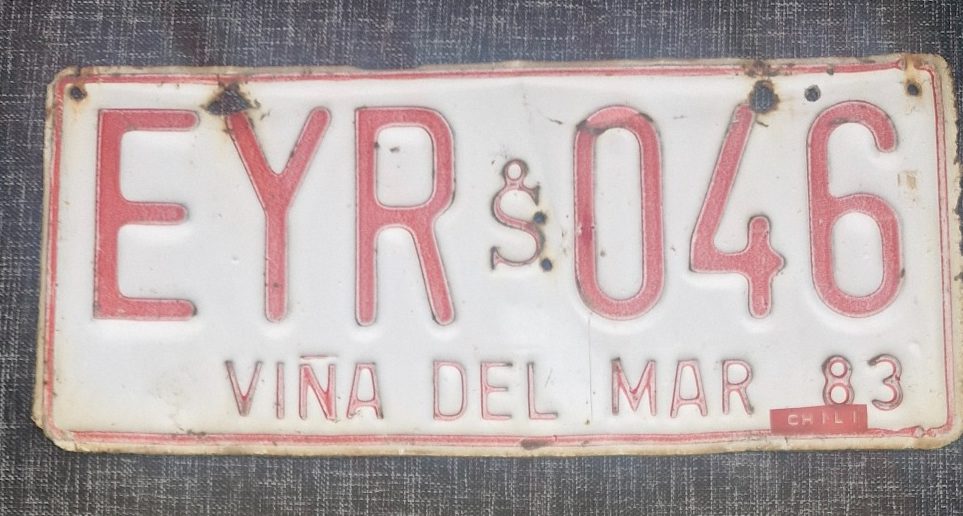 EYR S 046
VIÑA DEL MAR 83
CHILI